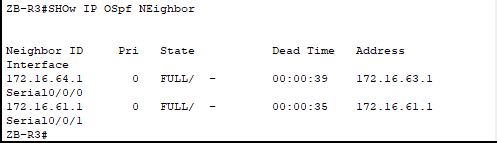 ZB-R3#SHOw IP OSpf NEighbor
Neighbor ID Pri State Dead Time Address
Interface
172.16.64.1 0 FULL/ - 00:00:39 172.16.63.1
Serial0/0/0
172.16.61.1 0 FULL/ - 00:00:35 172.16.61.1
Serial0/0/1
ZB-R3#